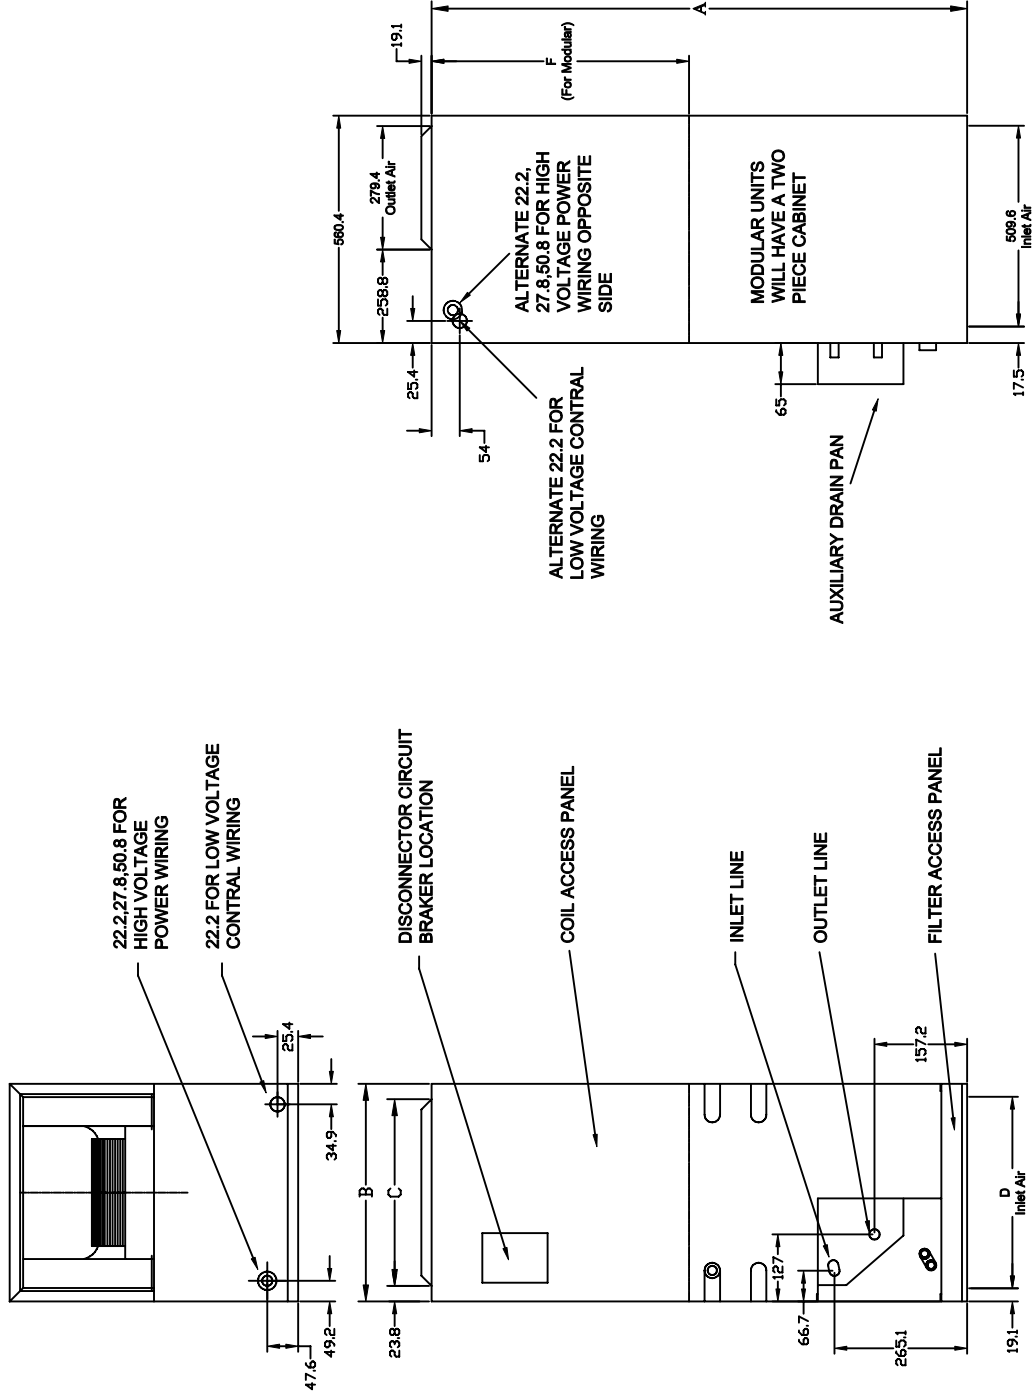 22.2,27.8,50.8 FOR
HIGH VOLTAGE
POWER WIRING
22.2 FOR LOW VOLTAGE
CONTRAL WIRING
25.4
34.9
49.2
47.6
DISCONNECTOR CIRCUIT
BRAKER LOCATION
COIL ACCESS PANEL
INLET LINE
OUTLET LINE
FILTER ACCESS PANEL
B
C
23.8
157.2
127
66.7
265.1
D
Inlet Air
19.1
19.1
A
F
(For Modular)
560.4
279.4
Outlet Air
258.8
25.4
54
ALTERNATE 22.2,
27.8,50.8 FOR HIGH
VOLTAGE POWER
WIRING OPPOSITE
SIDE
ALTERNATE 22.2 FOR
LOW VOLTAGE CONTRAL
WIRING
MODULAR UNITS
WILL HAVE A TWO
PIECE CABINET
65
AUXILIARY DRAIN PAN
509.6
Inlet Air
17.5